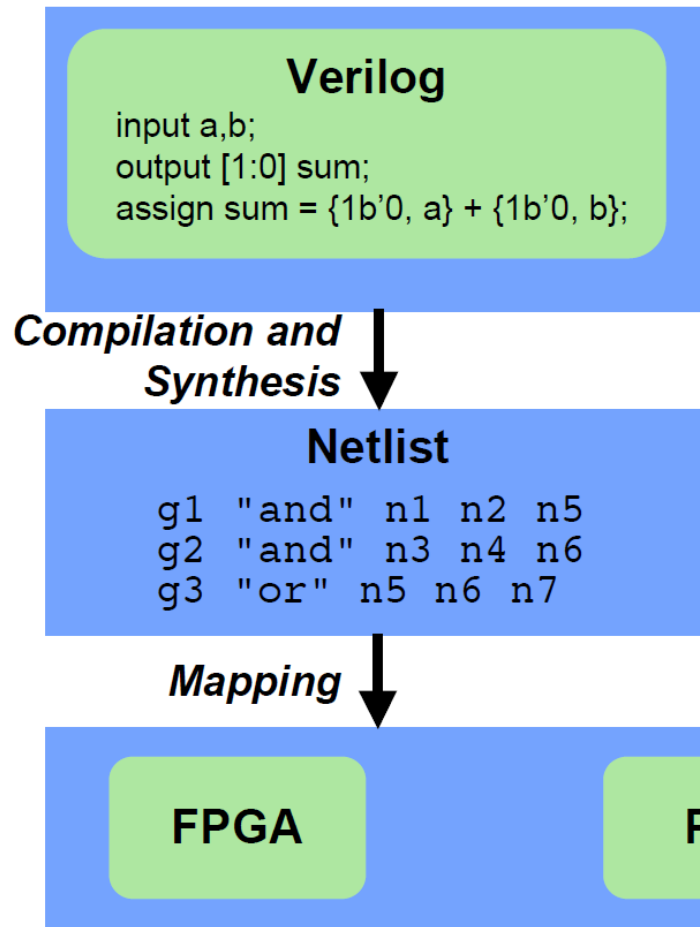 Verilog
input a,b;
output [1:0] sum;
assign sum = {1b’0, a} + {1b’0, b};
Compilation and
Synthesis
Netlist
g1 "and" n1 n2 n5
g2 "and" n3 n4 n6
g3 "or" n5 n6 n7
Mapping
FPGA